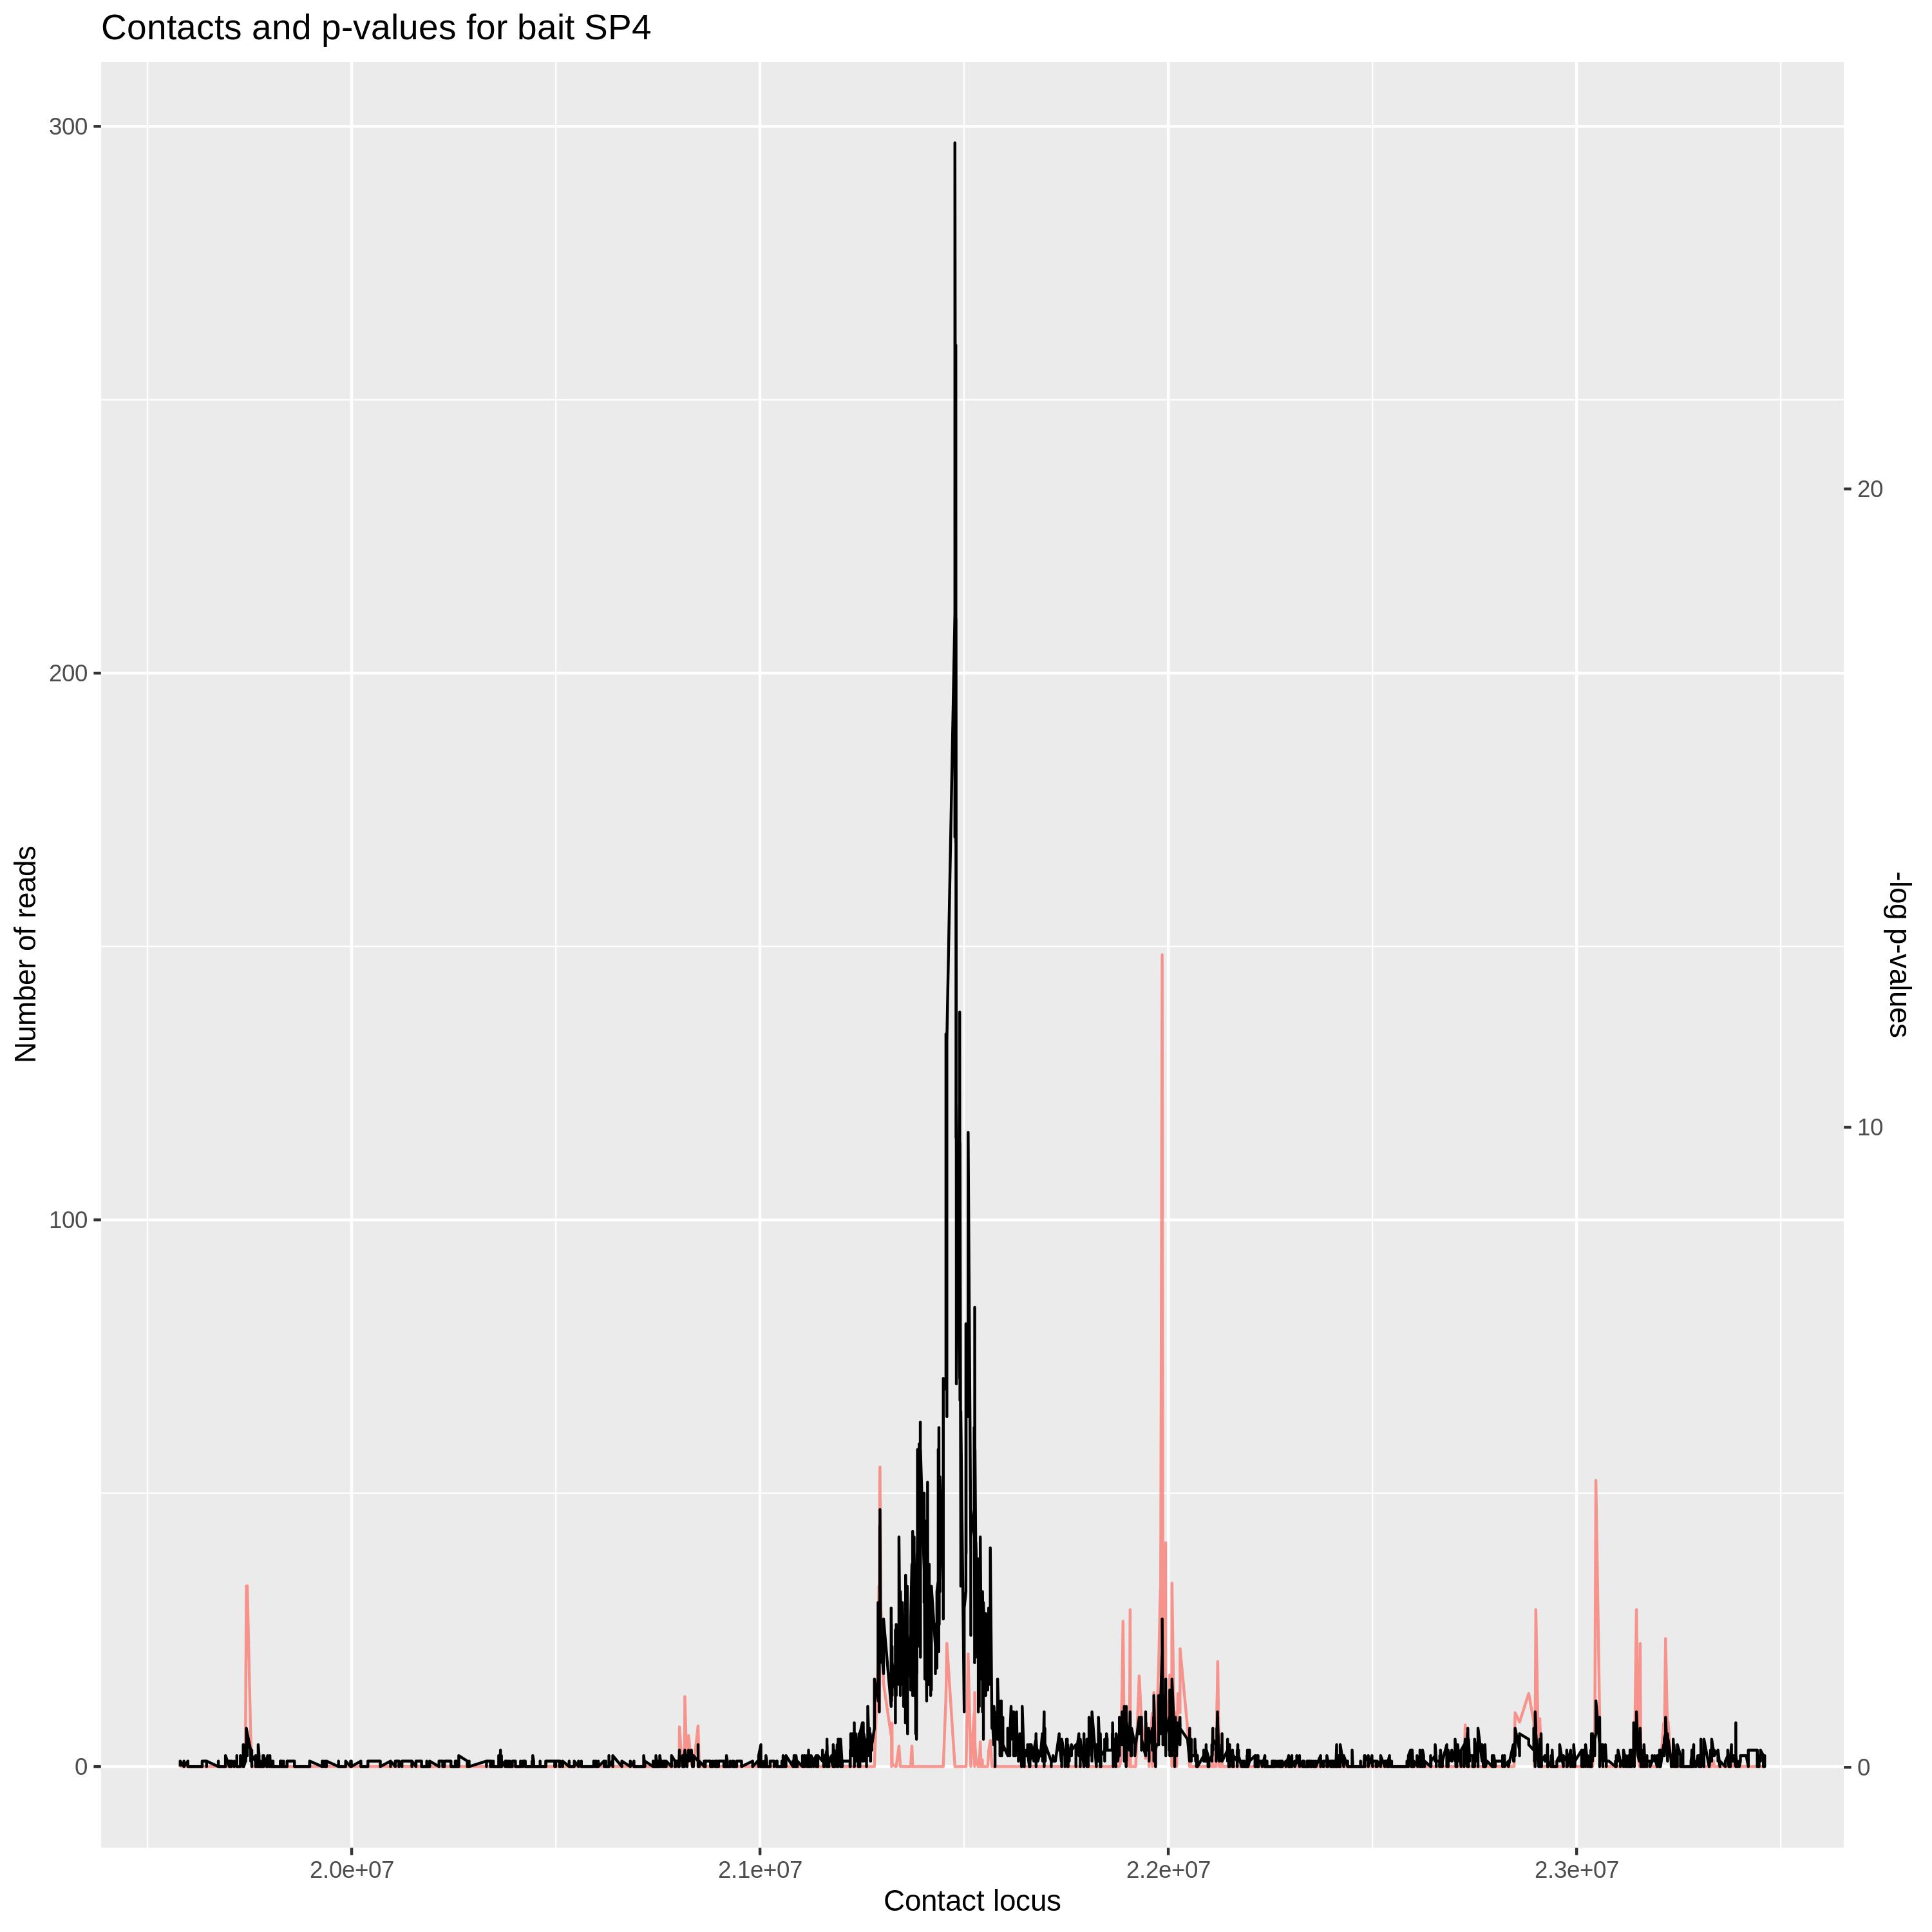 Contacts and p-values for bait SP4
300
200
100
0
Number of reads
20
10
0
-log p-values
2.0e+07
2.1e+07
2.2e+07
2.3e+07
Contact locus